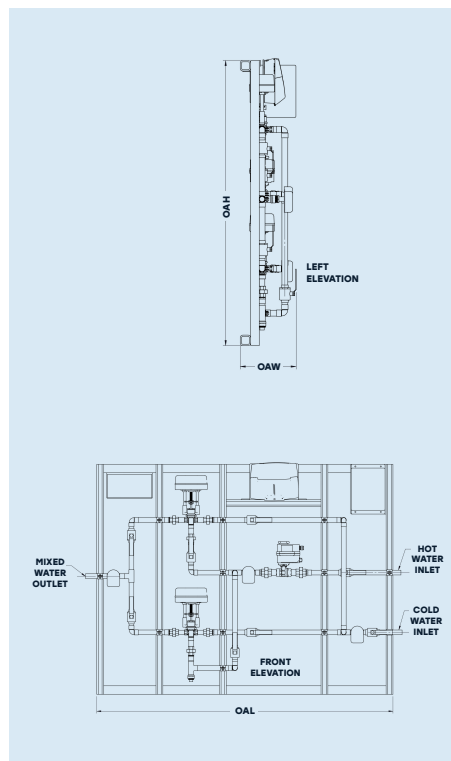 OAH
LEFT
ELEVATION
OAW
MIXED
WATER
OUTLET
HOT
WATER
INLET
COLD
WATER
INLET
FRONT
ELEVATION
OAL